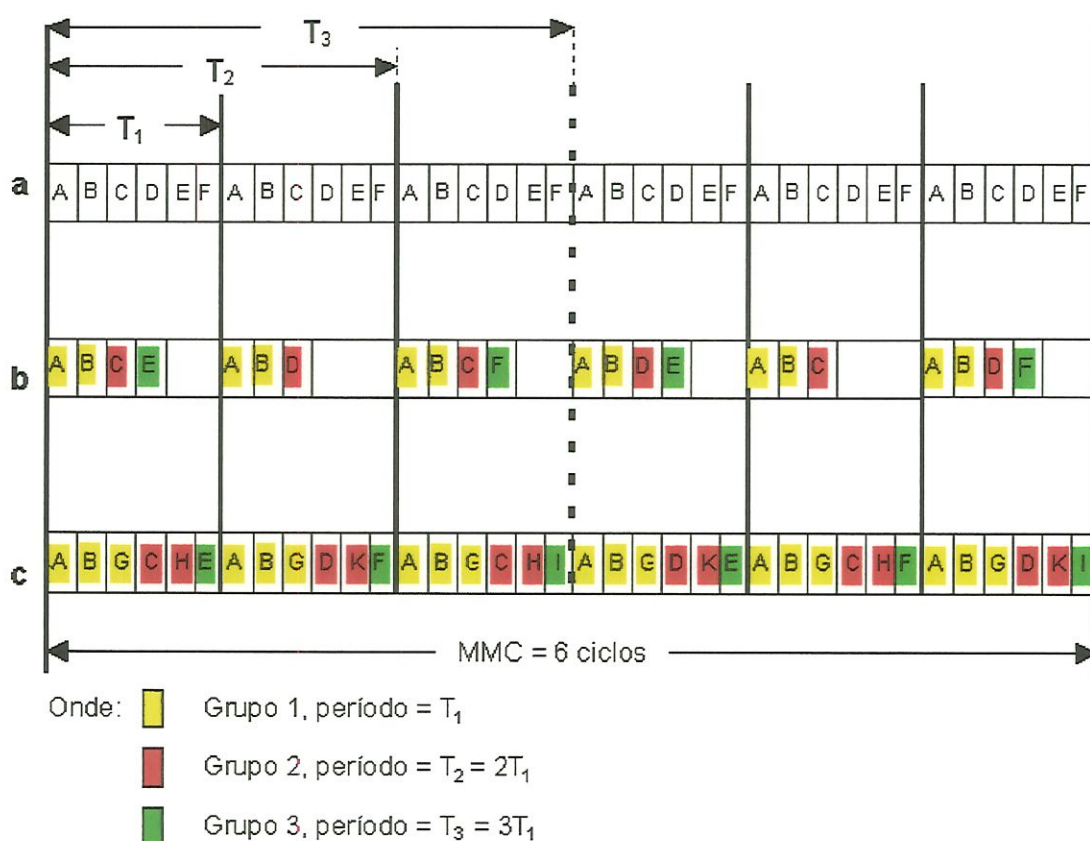 T₃
T₂
T₁
a A B C D E F A B C D E F A B C D E F A B C D E F A B C D E F A B C D E F
b A B C E A B D A B C F A B D E A B C A B D F
c A B G C H E A B G D K F A B G C H I A B G D K E A B G C H F A B G D K I
MMC = 6 ciclos
Onde: Grupo 1, período = T₁
Grupo 2, período = T₂ = 2T₁
Grupo 3, período = T₃ = 3T₁